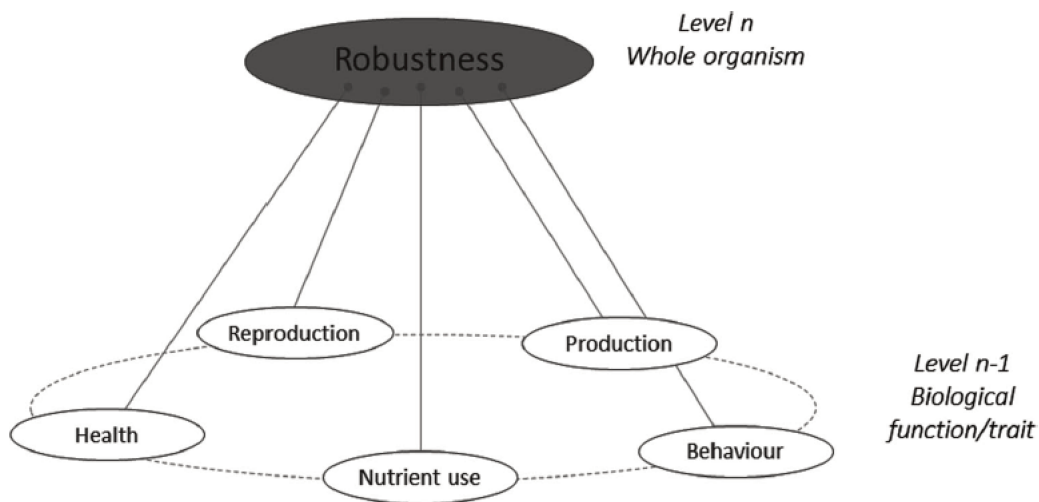 Robustness
Level n
Whole organism
Reproduction
Production
Level n-1
Biological
function/trait
Health
Behaviour
Nutrient use